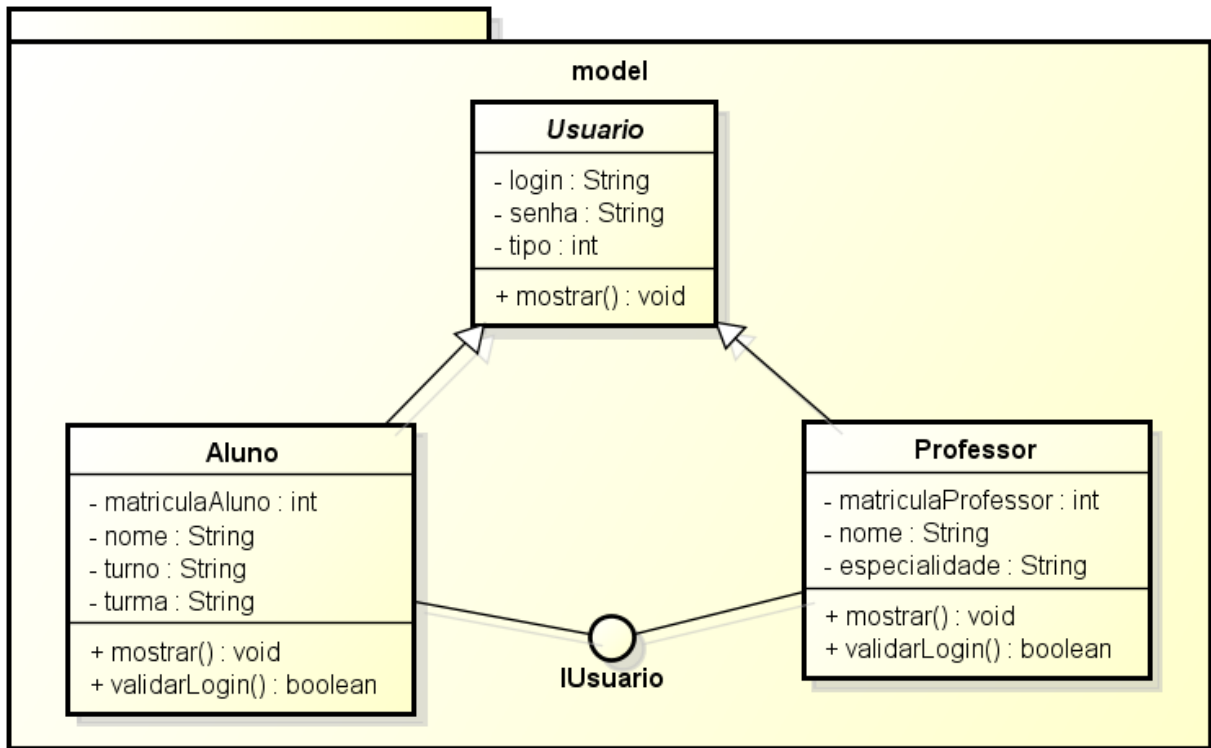 model
Usuario
- login : String
- senha : String
- tipo : int
+ mostrar() : void
Aluno
- matriculaAluno : int
- nome : String
- turno : String
- turma : String
+ mostrar() : void
+ validarLogin() : boolean
Professor
- matriculaProfessor : int
- nome : String
- especialidade : String
+ mostrar() : void
+ validarLogin() : boolean
IUsuario